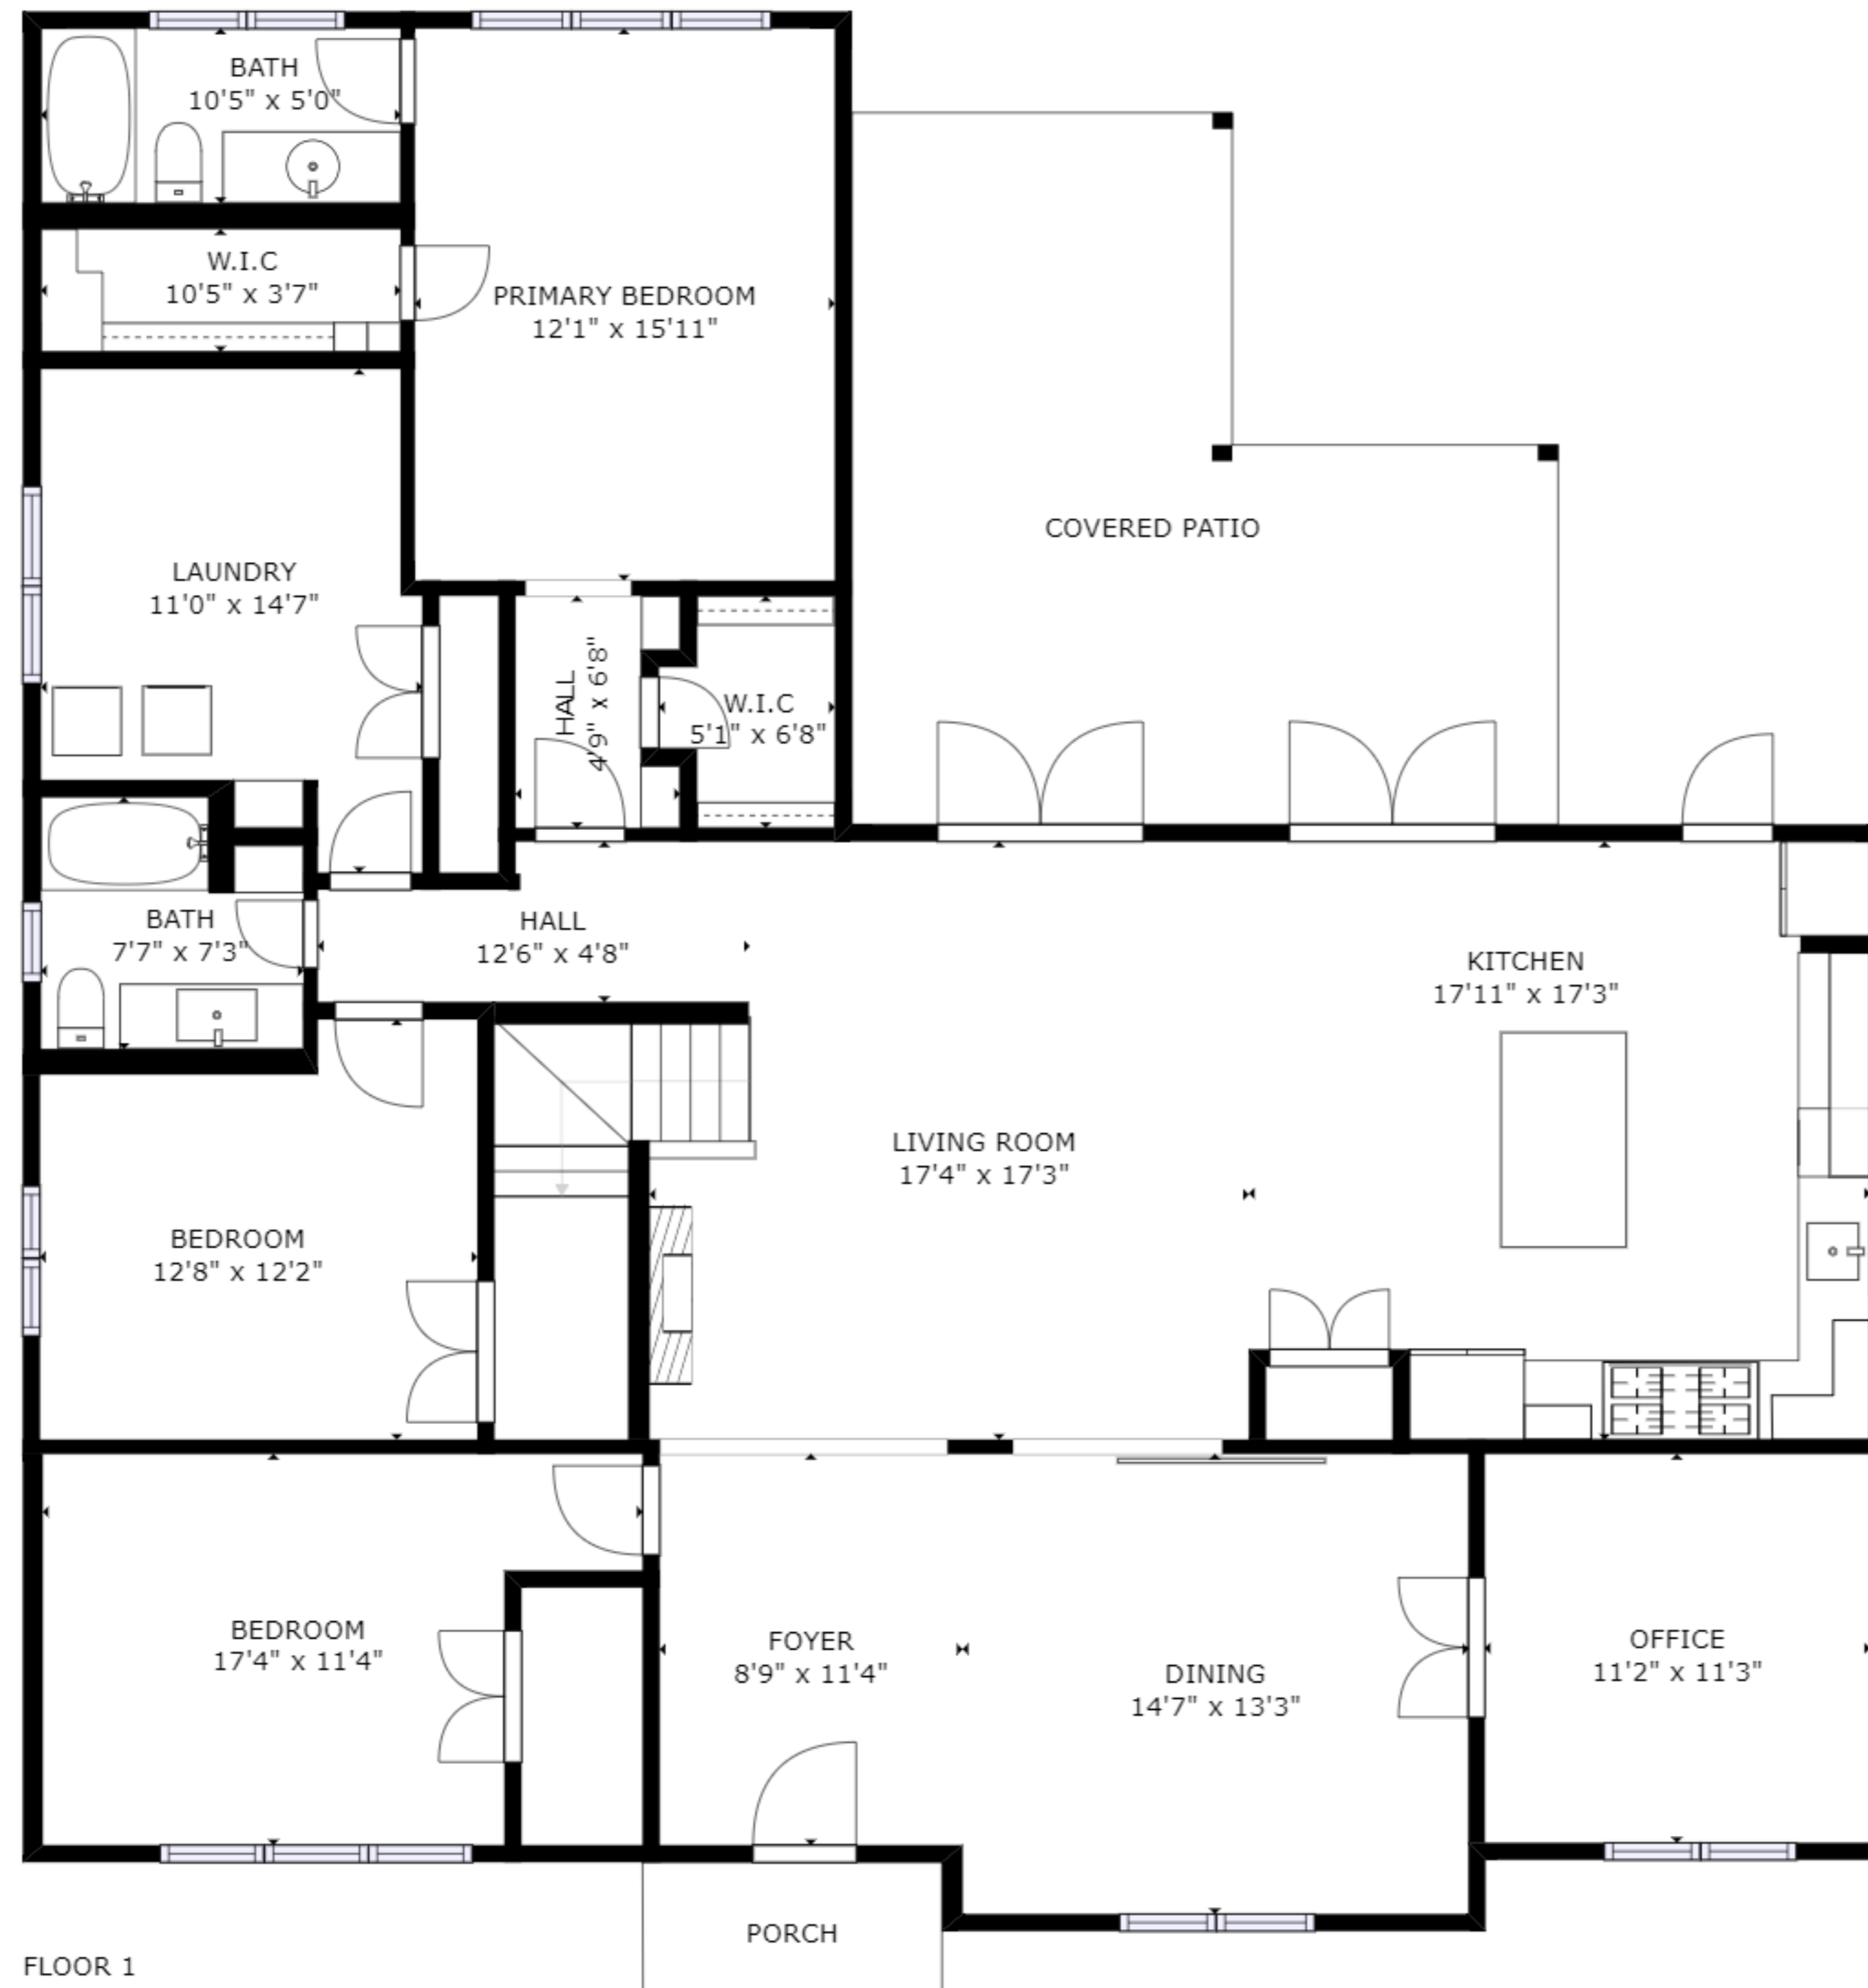 BATH
10'5" x 5'0"
W.I.C
10'5" x 3'7"
PRIMARY BEDROOM
12'1" x 15'11"
COVERED PATIO
LAUNDRY
11'0" x 14'7"
HALL
4'9" x 6'8"
W.I.C
5'1" x 6'8"
BATH
7'7" x 7'3"
HALL
12'6" x 4'8"
KITCHEN
17'11" x 17'3"
LIVING ROOM
17'4" x 17'3"
BEDROOM
12'8" x 12'2"
BEDROOM
17'4" x 11'4"
FOYER
8'9" x 11'4"
DINING
14'7" x 13'3"
OFFICE
11'2" x 11'3"
PORCH
FLOOR 1